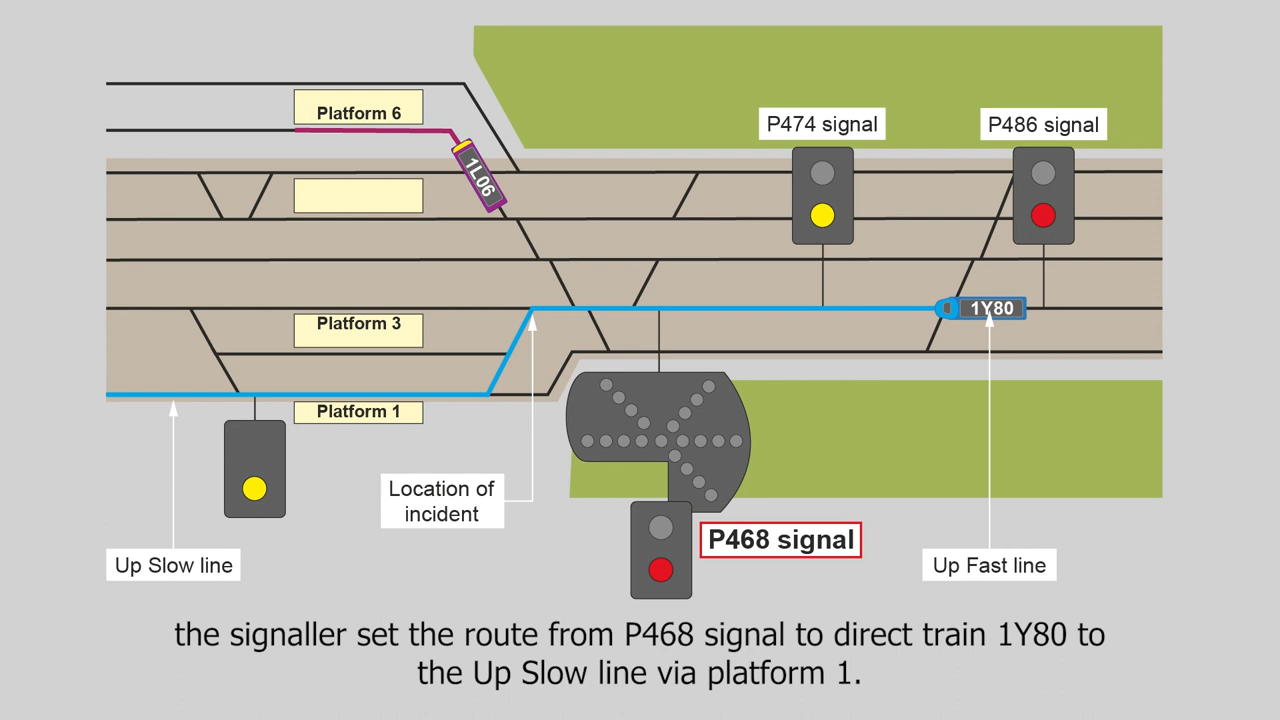 Platform 6
1L06
P474 signal
P486 signal
1Y80
Platform 3
Platform 1
Location of
incident
P468 signal
Up Slow line
Up Fast line
the signaller set the route from P468 signal to direct train 1Y80 to
the Up Slow line via platform 1.